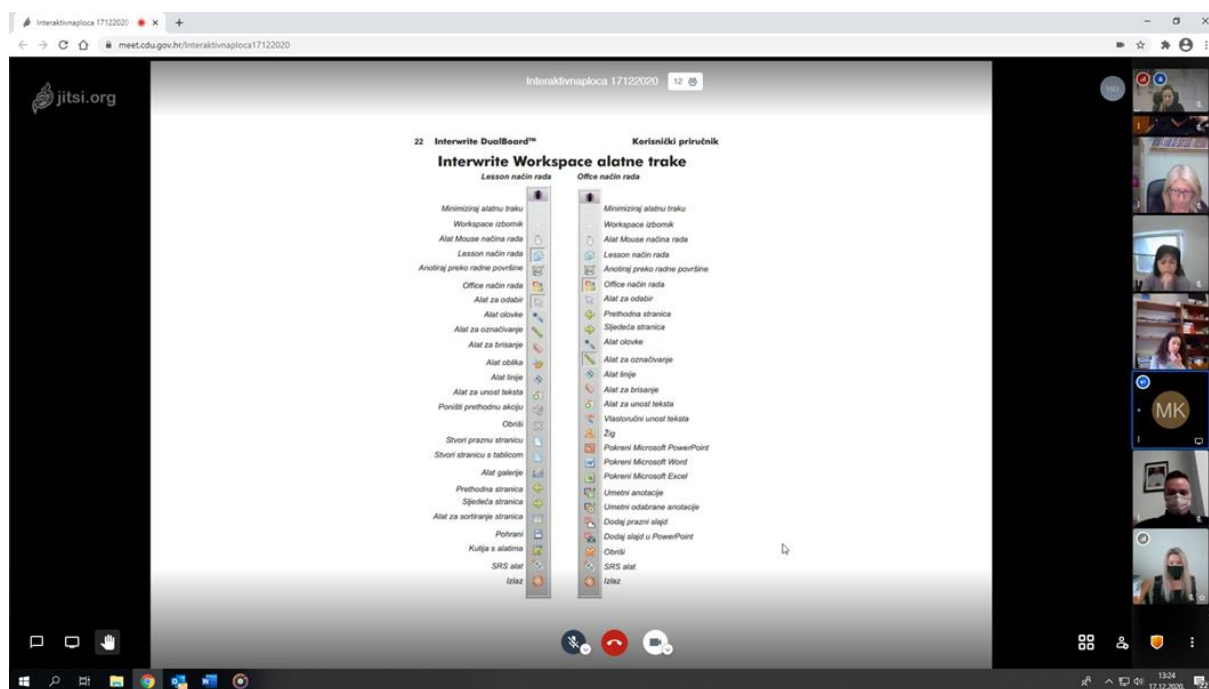 Interaktivnaploca 17122020
meet.cdu.gov.hr/Interaktivnaploca17122020
jitsi.org
Interaktivnaploca 17122020 12
HD
22 Interwrite DualBoard™ Korisnički priručnik
Interwrite Workspace alatne trake
Lesson način rada Offce način rada
Minimiziraj alatnu traku Minimiziraj alatnu traku
Workspace izbornik Workspace izbornik
Alat Mouse načina rada Alat Mouse načina rada
Lesson način rada Lesson način rada
Anotiraj preko radne površine Anotiraj preko radne površine
Office način rada Office način rada
Alat za odabir Alat za odabir
Alat olovke Prethodna stranica
Alat za označivanje Sljedeća stranica
Alat za brisanje Alat olovke
Alat oblika Alat za označivanje
Alat linije Alat linije
Alat za unost teksta Alat za brisanje
Poništi prethodnu akciju Alat za unost teksta
Obriši Vlastoručni unost teksta
Stvori praznu stranicu Žig
Stvori stranicu s tablicom Pokreni Microsoft PowerPoint
Alat galerije Pokreni Microsoft Word
Prethodna stranica Pokreni Microsoft Excel
Sljedeća stranica Umetni anotacije
Alat za sortiranje stranica Umetni odabrane anotacije
Pohrani Dodaj prazni slajd
Kutija s alatima Dodaj slajd u PowerPoint
SRS alat Obriši
Izlaz SRS alat
Izlaz
MK
13:24
17.12.2020.
22